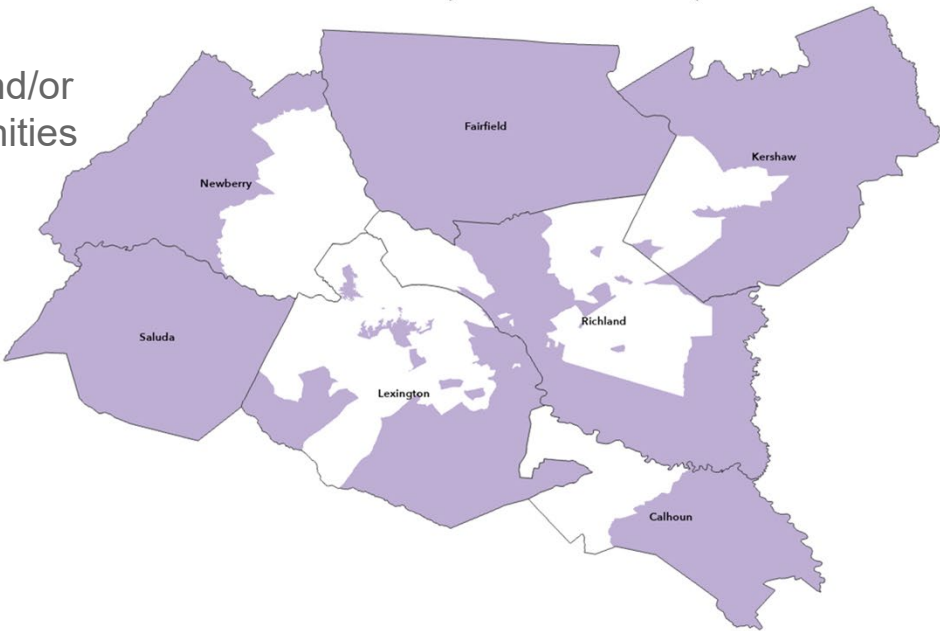 nd/or
nities
Fairfield
Kershaw
Newberry
Richland
Saluda
Lexington
Calhoun